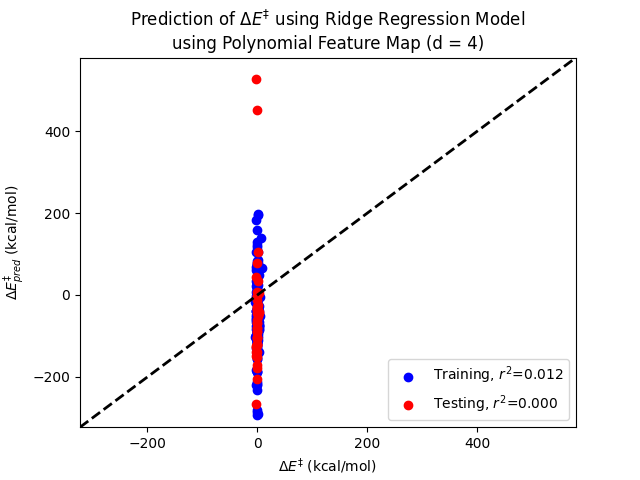 Prediction of ΔE‡ using Ridge Regression Model
using Polynomial Feature Map (d = 4)
ΔE‡pred (kcal/mol)
400
200
0
−200
Training, r²=0.012
Testing, r²=0.000
−200 0 200 400
ΔE‡ (kcal/mol)